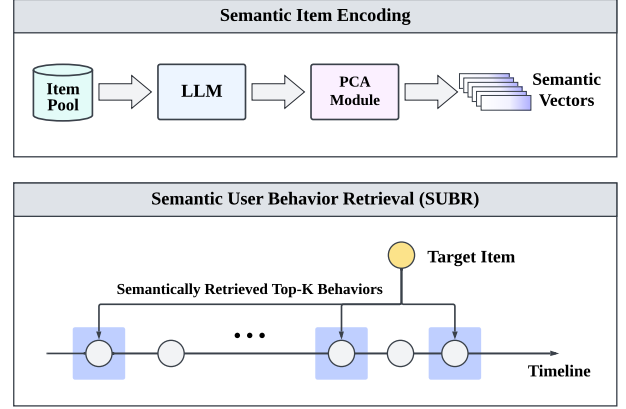 Semantic Item Encoding
Item
Pool
LLM
PCA
Module
Semantic
Vectors
Semantic User Behavior Retrieval (SUBR)
Target Item
Semantically Retrieved Top-K Behaviors
Timeline